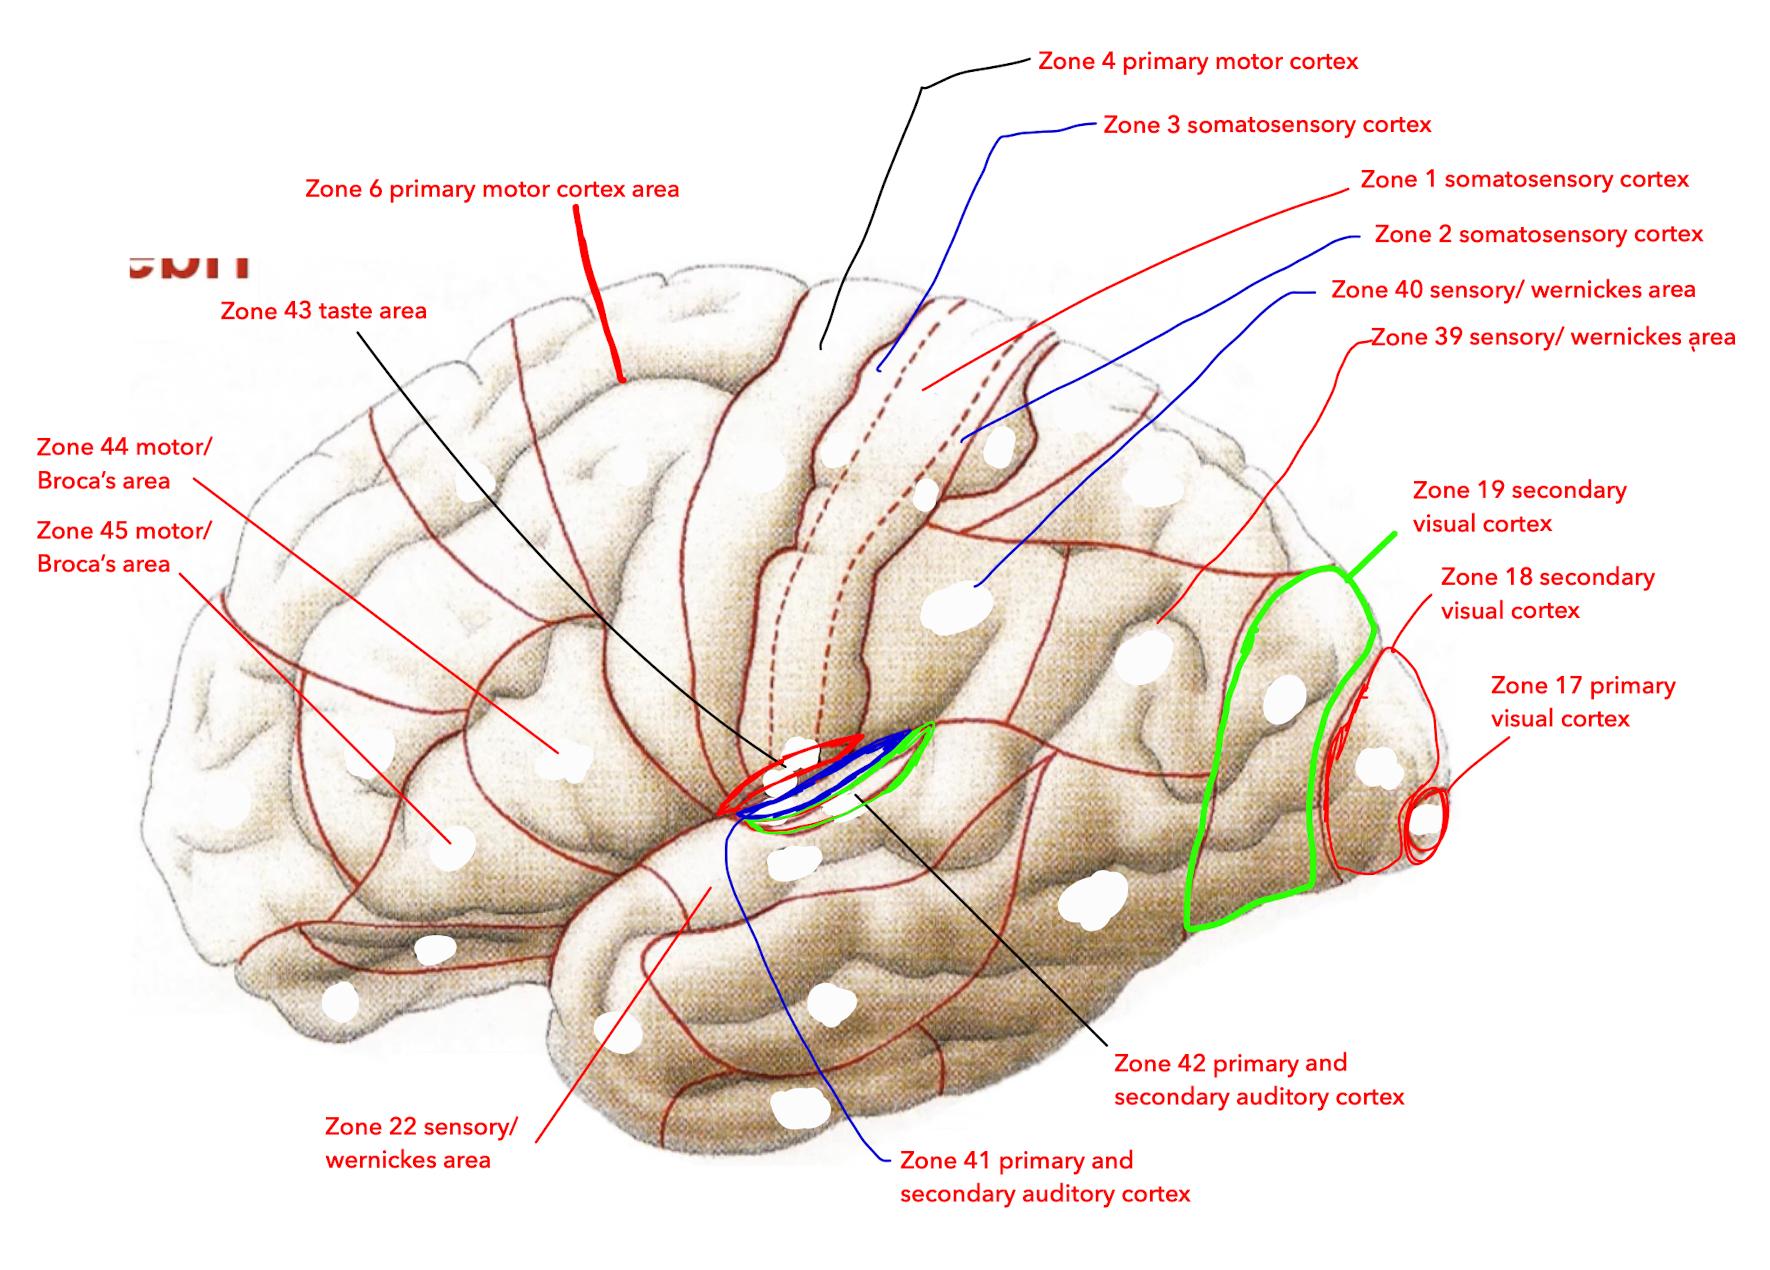 Zone 4 primary motor cortex
Zone 3 somatosensory cortex
Zone 6 primary motor cortex area
Zone 1 somatosensory cortex
Zone 2 somatosensory cortex
Zone 40 sensory/ wernickes area
Zone 43 taste area
Zone 39 sensory/ wernickes area
Zone 44 motor/
Broca's area
Zone 45 motor/
Broca's area
Zone 19 secondary
visual cortex
Zone 18 secondary
visual cortex
Zone 17 primary
visual cortex
Zone 42 primary and
secondary auditory cortex
Zone 22 sensory/
wernickes area
Zone 41 primary and
secondary auditory cortex